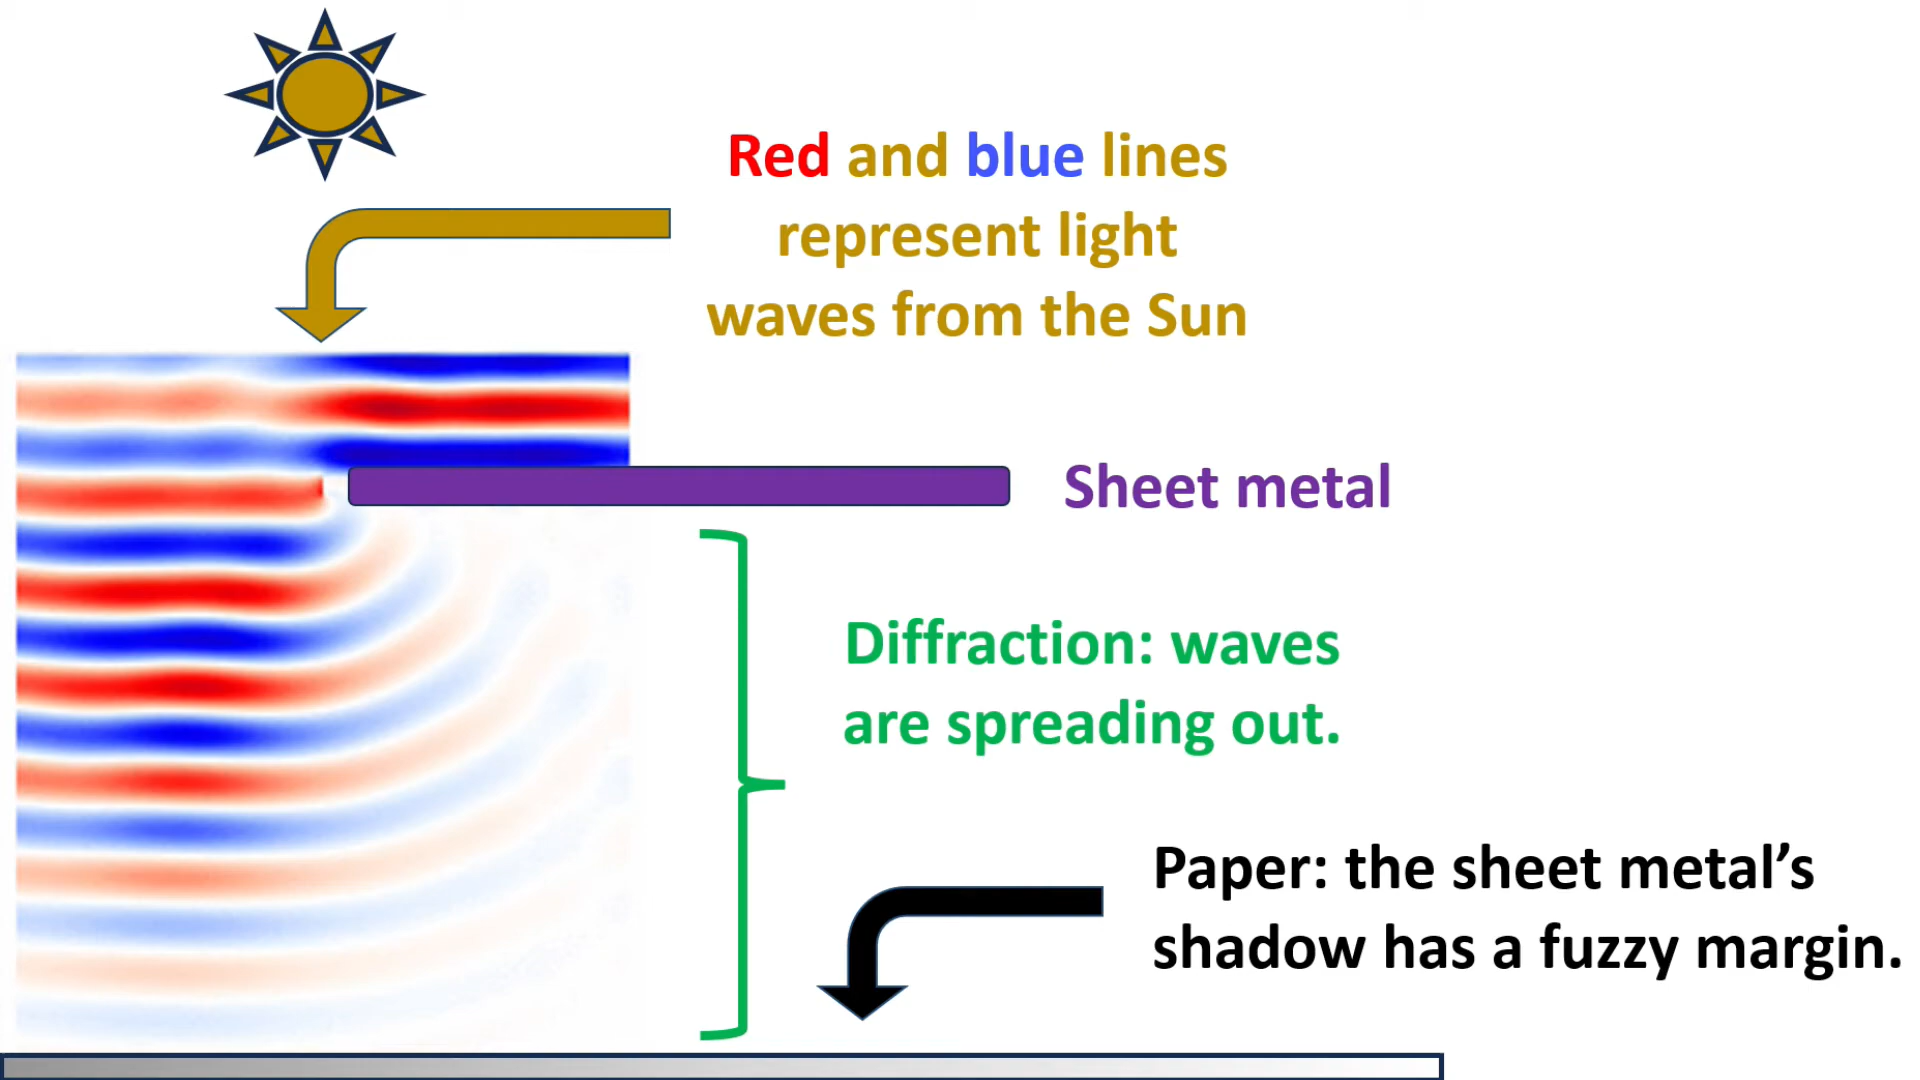 Red and blue lines
represent light
waves from the Sun
Sheet metal
Diffraction: waves
are spreading out.
Paper: the sheet metal’s
shadow has a fuzzy margin.